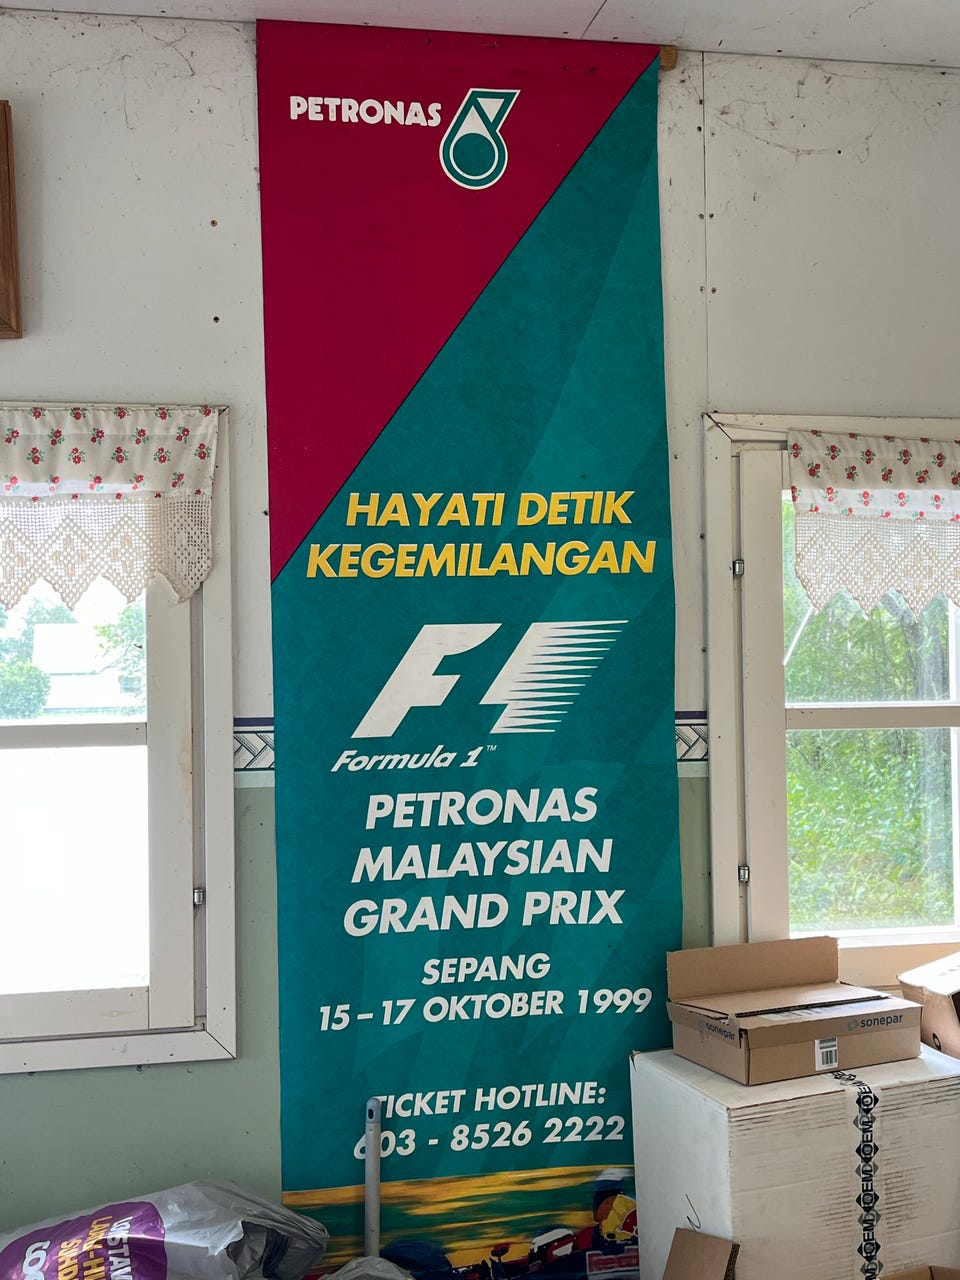 PETRONAS
HAYATI DETIK
KEGEMILANGAN
F1
Formula 1™
PETRONAS
MALAYSIAN
GRAND PRIX
SEPANG
15 – 17 OKTOBER 1999
TICKET HOTLINE:
603 - 8526 2222
sonepar
sonepar